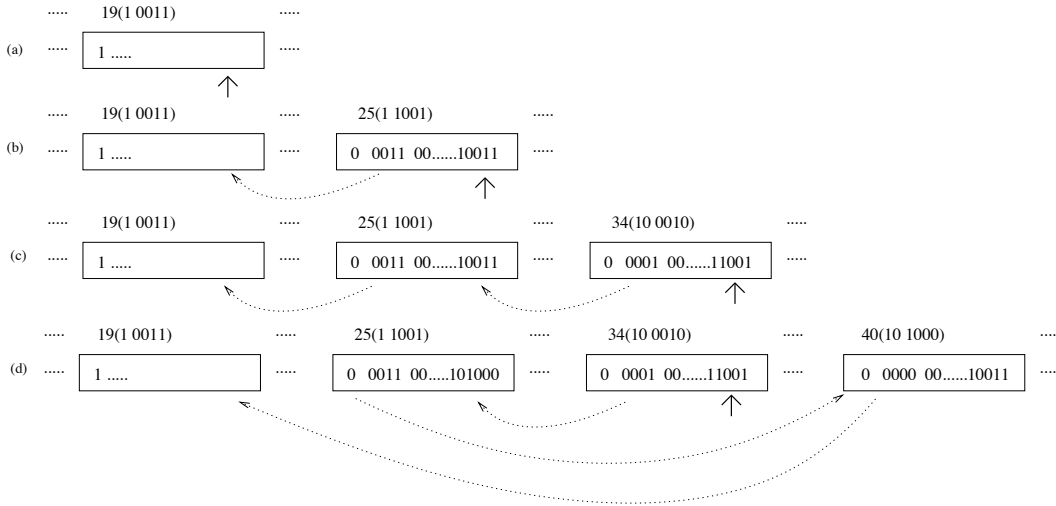 ..... 19(1 0011) .....
(a) ..... 1 ..... .....
..... 19(1 0011) ..... 25(1 1001) .....
(b) ..... 1 ..... ..... 0 0011 00......10011 .....
..... 19(1 0011) ..... 25(1 1001) ..... 34(10 0010) .....
(c) ..... 1 ..... ..... 0 0011 00......10011 ..... 0 0001 00......11001 .....
..... 19(1 0011) ..... 25(1 1001) ..... 34(10 0010) ..... 40(10 1000) ....
(d) ..... 1 ..... ..... 0 0011 00.....101000 ..... 0 0001 00......11001 ..... 0 0000 00......10011 ....